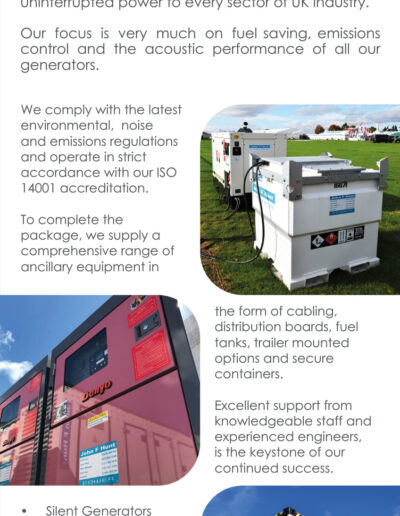 uninterrupted power to every sector of UK industry.
Our focus is very much on fuel saving, emissions
control and the acoustic performance of all our
generators.
We comply with the latest
environmental, noise
and emissions regulations
and operate in strict
accordance with our ISO
14001 accreditation.
To complete the
package, we supply a
comprehensive range of
ancillary equipment in
John F Hunt
the form of cabling,
distribution boards, fuel
tanks, trailer mounted
options and secure
containers.
Denyo
John F Hunt
POWER
Excellent support from
knowledgeable staff and
experienced engineers,
is the keystone of our
continued success.
• Silent Generators